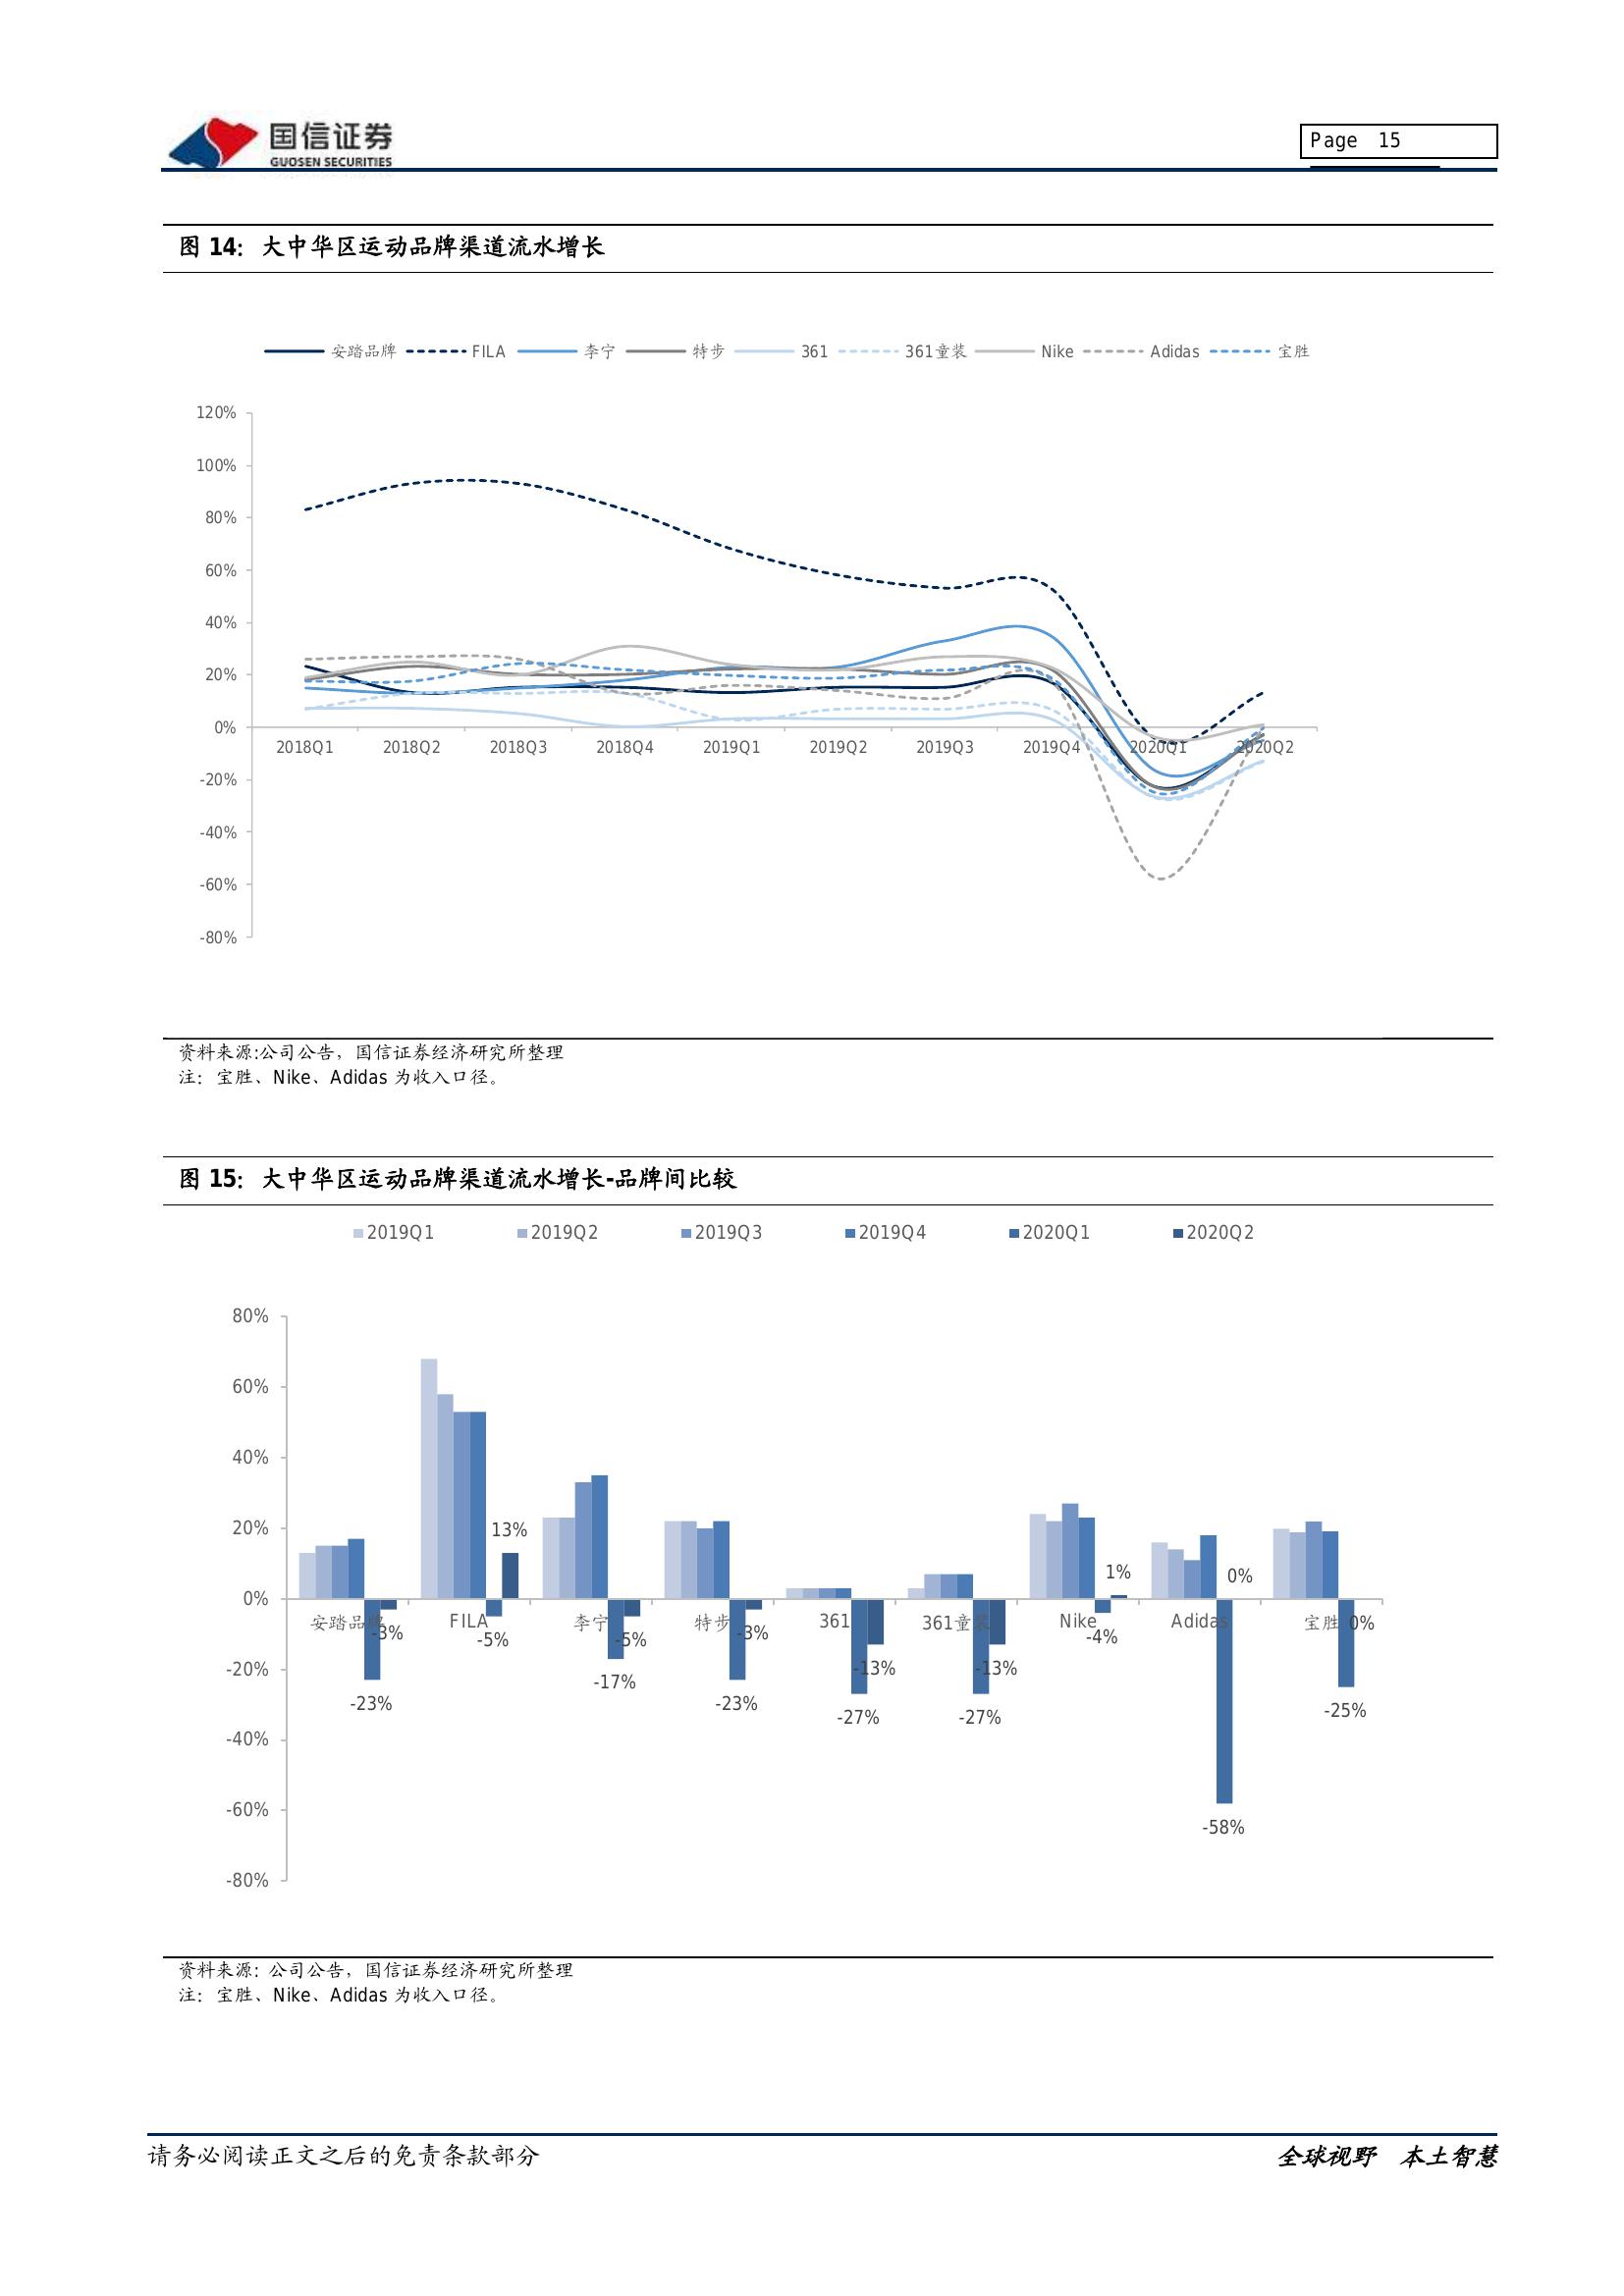 国信证券
GUOSEN SECURITIES
Page 15
图 14：大中华区运动品牌渠道流水增长
安踏品牌 FILA 李宁 特步 361 361童装 Nike Adidas 宝胜
120%
100%
80%
60%
40%
20%
0%
2018Q1 2018Q2 2018Q3 2018Q4 2019Q1 2019Q2 2019Q3 2019Q4 2020Q1 2020Q2
-20%
-40%
-60%
-80%
资料来源:公司公告，国信证券经济研究所整理
注：宝胜、Nike、Adidas 为收入口径。
图 15：大中华区运动品牌渠道流水增长-品牌间比较
2019Q1 2019Q2 2019Q3 2019Q4 2020Q1 2020Q2
80%
60%
40%
20%
13%
1%
0%
0%
安踏品牌 FILA 李宁 特步 361 361童装 Nike Adidas 宝胜 0%
-3% -5% -5% -3% -4%
-20%
-13% -13%
-17%
-23% -23% -27% -27% -25%
-40%
-60%
-58%
-80%
资料来源: 公司公告，国信证券经济研究所整理
注：宝胜、Nike、Adidas 为收入口径。
请务必阅读正文之后的免责条款部分
全球视野 本土智慧